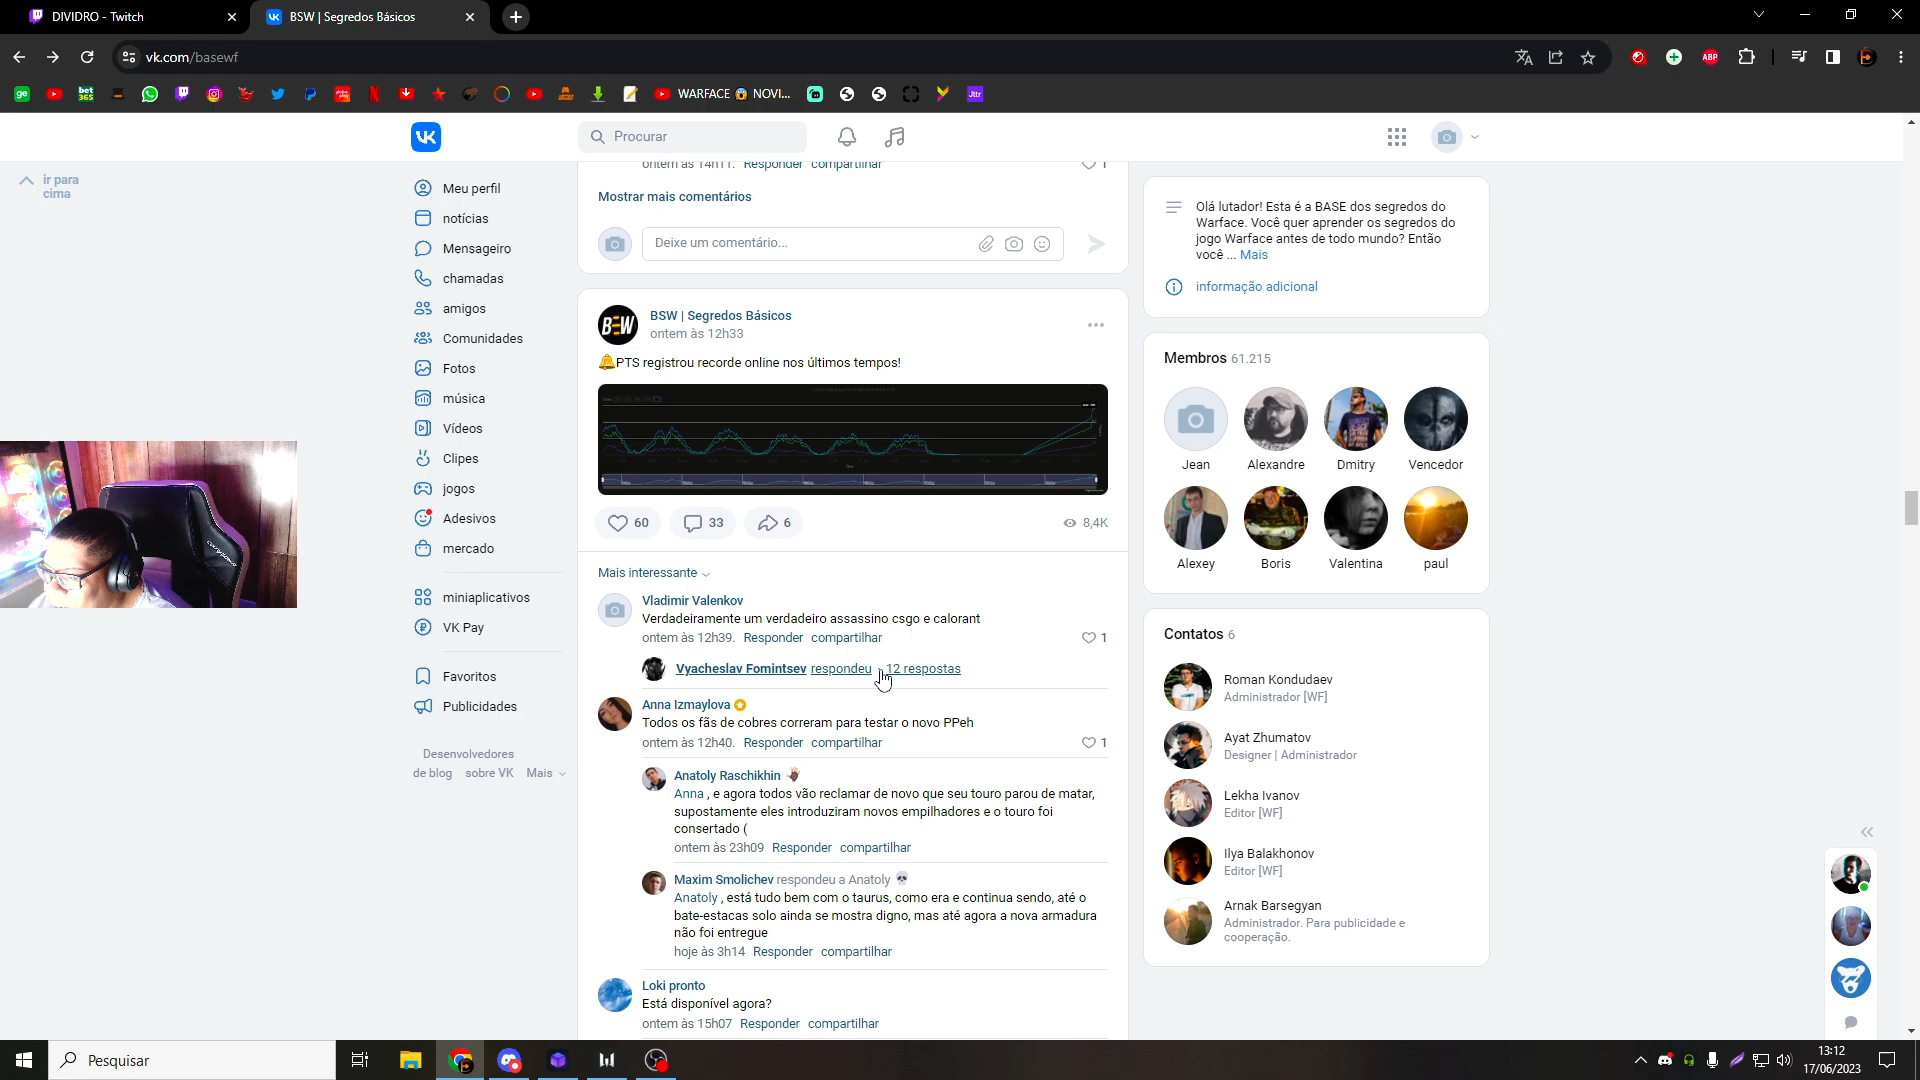 DIVIDRO - Twitch
BSW | Segredos Básicos
vk.com/basewf
ABP
ge
bet365
WARFACE 😱 NOVI...
Jttr
Procurar
ir para
cima
Meu perfil
notícias
Mensageiro
chamadas
amigos
Comunidades
Fotos
música
Vídeos
Clipes
jogos
Adesivos
mercado
miniaplicativos
VK Pay
Favoritos
Publicidades
Desenvolvedores
de blog sobre VK Mais
ontem às 14h11. Responder compartilhar 1
Mostrar mais comentários
Deixe um comentário...
BSW | Segredos Básicos
ontem às 12h33
🔔PTS registrou recorde online nos últimos tempos!
60 33 6 8,4K
Mais interessante
Vladimir Valenkov
Verdadeiramente um verdadeiro assassino csgo e calorant
ontem às 12h39. Responder compartilhar 1
Vyacheslav Fomintsev respondeu 12 respostas
Anna Izmaylova
Todos os fãs de cobres correram para testar o novo PPeh
ontem às 12h40. Responder compartilhar 1
Anatoly Raschikhin
Anna , e agora todos vão reclamar de novo que seu touro parou de matar,
supostamente eles introduziram novos empilhadores e o touro foi
consertado (
ontem às 23h09 Responder compartilhar
Maxim Smolichev respondeu a Anatoly
Anatoly , está tudo bem com o taurus, como era e continua sendo, até o
bate-estacas solo ainda se mostra digno, mas até agora a nova armadura
não foi entregue
hoje às 3h14 Responder compartilhar
Loki pronto
Está disponível agora?
ontem às 15h07 Responder compartilhar
Olá lutador! Esta é a BASE dos segredos do
Warface. Você quer aprender os segredos do
jogo Warface antes de todo mundo? Então
você ... Mais
informação adicional
Membros 61.215
Jean Alexandre Dmitry Vencedor
Alexey Boris Valentina paul
Contatos 6
Roman Kondudaev
Administrador [WF]
Ayat Zhumatov
Designer | Administrador
Lekha Ivanov
Editor [WF]
Ilya Balakhonov
Editor [WF]
Arnak Barsegyan
Administrador. Para publicidade e
cooperação.
Pesquisar
13:12
17/06/2023